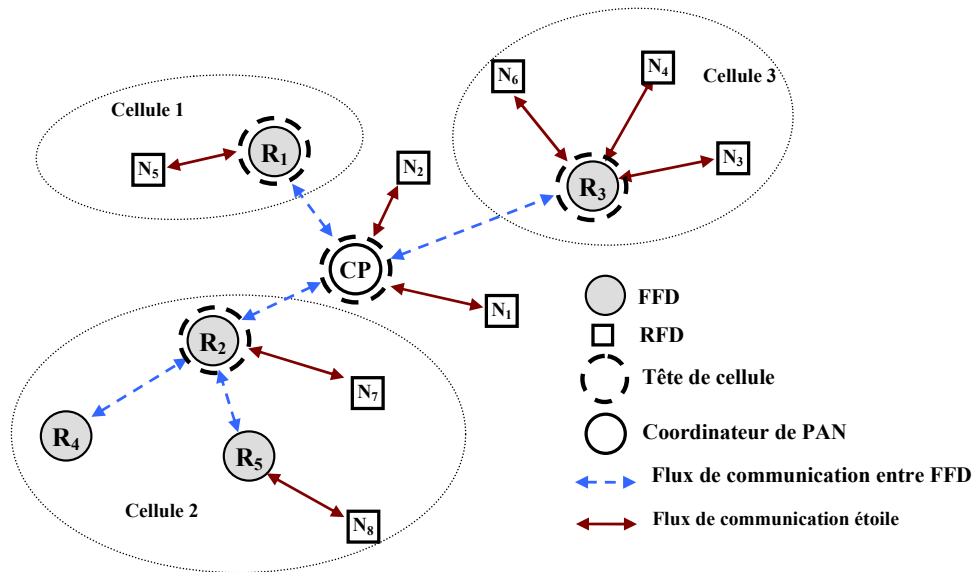 N₆
N₄
Cellule 3
Cellule 1
R₁
N₅
N₂
N₃
R₃
CP
N₁
FFD
RFD
R₂
Tête de cellule
N₇
R₄
R₅
Coordinateur de PAN
Flux de communication entre FFD
Cellule 2
N₈
Flux de communication étoile